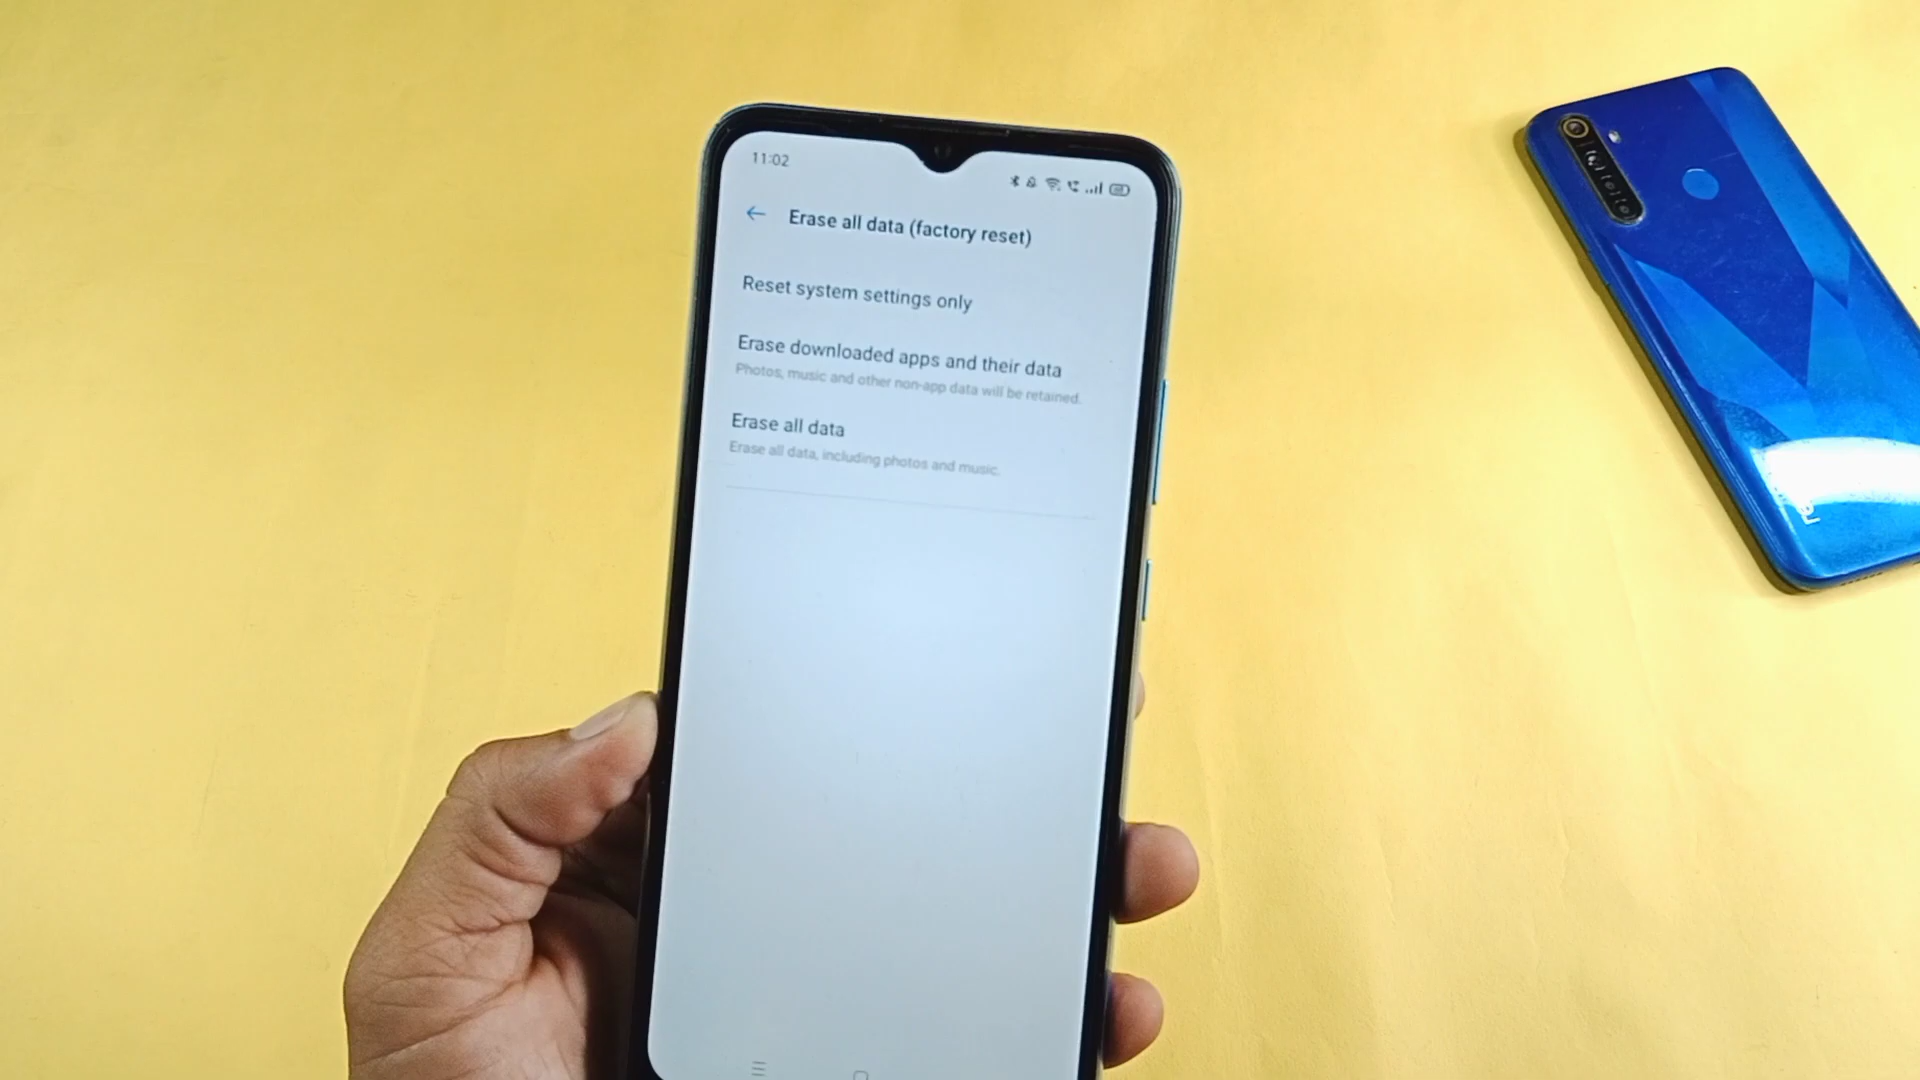 11:02
Erase all data (factory reset)
Reset system settings only
Erase downloaded apps and their data
Photos, music and other non-app data will be retained.
Erase all data
Erase all data, including photos and music.